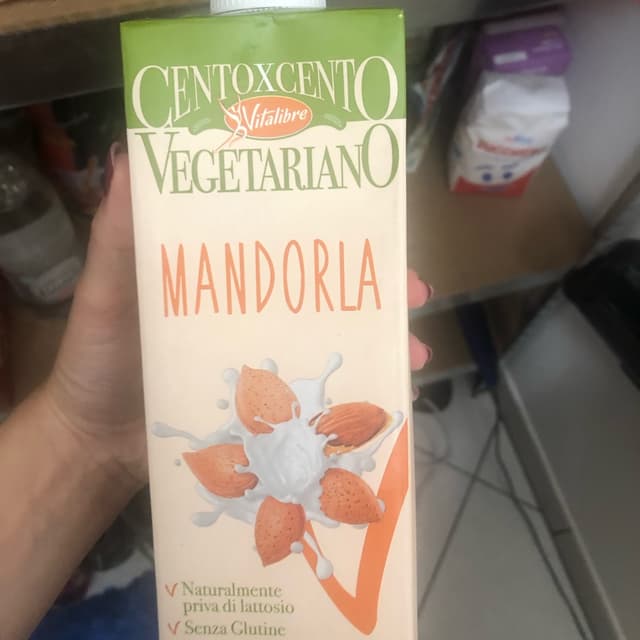 CENTOXCENTO
Vitalibre
VEGETARIANO
MANDORLA
Naturalmente
priva di lattosio
Senza Glutine